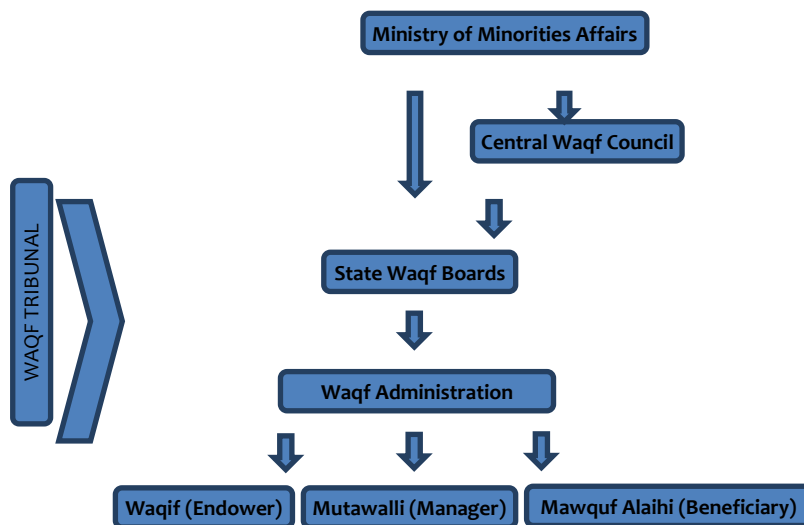 Ministry of Minorities Affairs
Central Waqf Council
WAQF TRIBUNAL
State Waqf Boards
Waqf Administration
Waqif (Endower)
Mutawalli (Manager)
Mawquf Alaihi (Beneficiary)